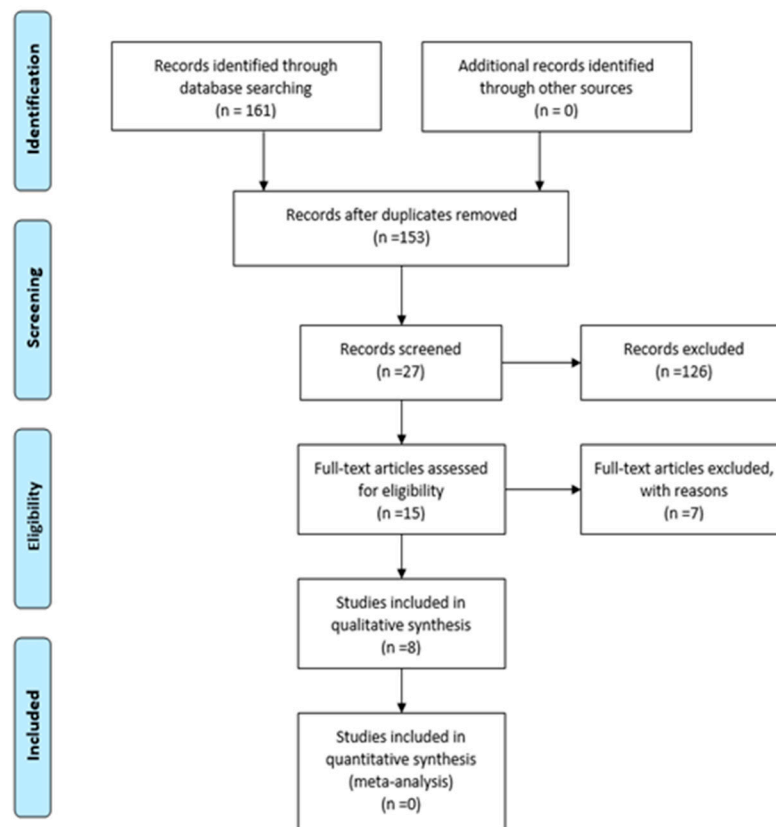 Identification
Records identified through
database searching
(n = 161)
Additional records identified
through other sources
(n = 0)
Records after duplicates removed
(n =153)
Screening
Records screened
(n =27)
Records excluded
(n =126)
Eligibility
Full-text articles assessed
for eligibility
(n =15)
Full-text articles excluded,
with reasons
(n =7)
Studies included in
qualitative synthesis
(n =8)
Included
Studies included in
quantitative synthesis
(meta-analysis)
(n =0)